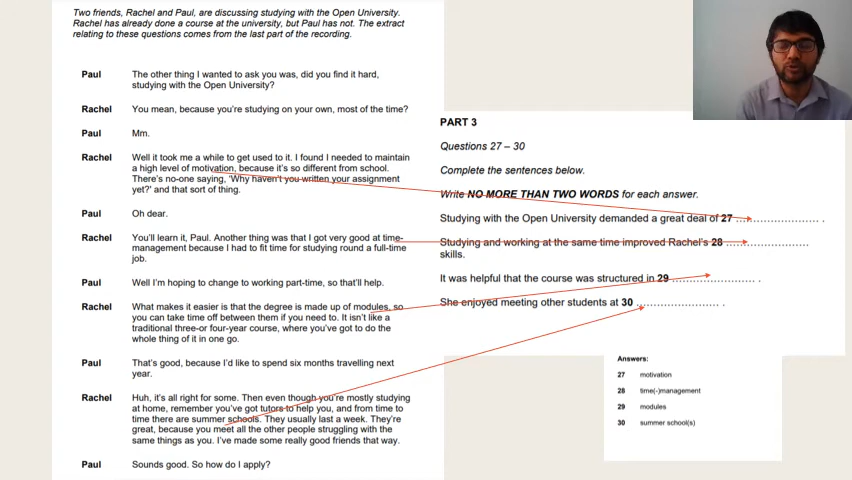 Two friends, Rachel and Paul, are discussing studying with the Open University.
Rachel has already done a course at the university, but Paul has not. The extract
relating to these questions comes from the last part of the recording.
Paul The other thing I wanted to ask you was, did you find it hard,
studying with the Open University?
Rachel You mean, because you're studying on your own, most of the time?
Paul Mm.
Rachel Well it took me a while to get used to it. I found I needed to maintain
a high level of motivation, because it's so different from school.
There's no-one saying, 'Why haven't you written your assignment
yet?' and that sort of thing.
Paul Oh dear.
Rachel You'll learn it, Paul. Another thing was that I got very good at time-
management because I had to fit time for studying round a full-time
job.
Paul Well I'm hoping to change to working part-time, so that'll help.
Rachel What makes it easier is that the degree is made up of modules, so
you can take time off between them if you need to. It isn't like a
traditional three-or four-year course, where you've got to do the
whole thing of it in one go.
Paul That's good, because I'd like to spend six months travelling next
year.
Rachel Huh, it's all right for some. Then even though you're mostly studying
at home, remember you've got tutors to help you, and from time to
time there are summer schools. They usually last a week. They're
great, because you meet all the other people struggling with the
same things as you. I've made some really good friends that way.
Paul Sounds good. So how do I apply?
PART 3
Questions 27 – 30
Complete the sentences below.
Write NO MORE THAN TWO WORDS for each answer.
Studying with the Open University demanded a great deal of 27 ........................ .
Studying and working at the same time improved Rachel's 28 ........................
skills.
It was helpful that the course was structured in 29 ........................ .
She enjoyed meeting other students at 30 ........................ .
Answers:
27 motivation
28 time(-)management
29 modules
30 summer school(s)